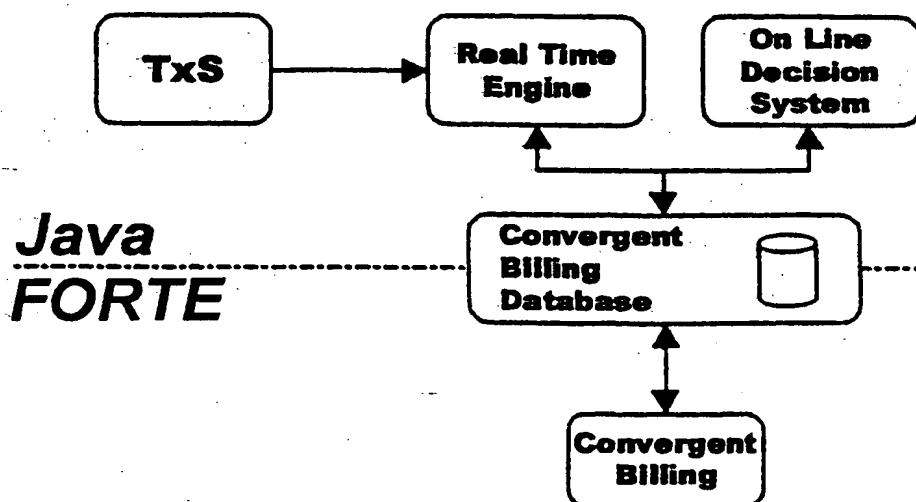 TxS
Real Time
Engine
On Line
Decision
System
Java
FORTE
Convergent
Billing
Database
Convergent
Billing